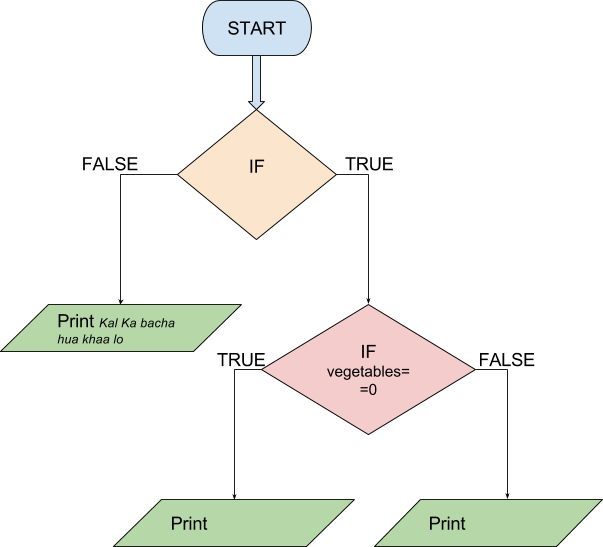 START
FALSE
IF
TRUE
Print Kal Ka bacha
hua khaa lo
TRUE
IF
vegetables=
=0
FALSE
Print
Print